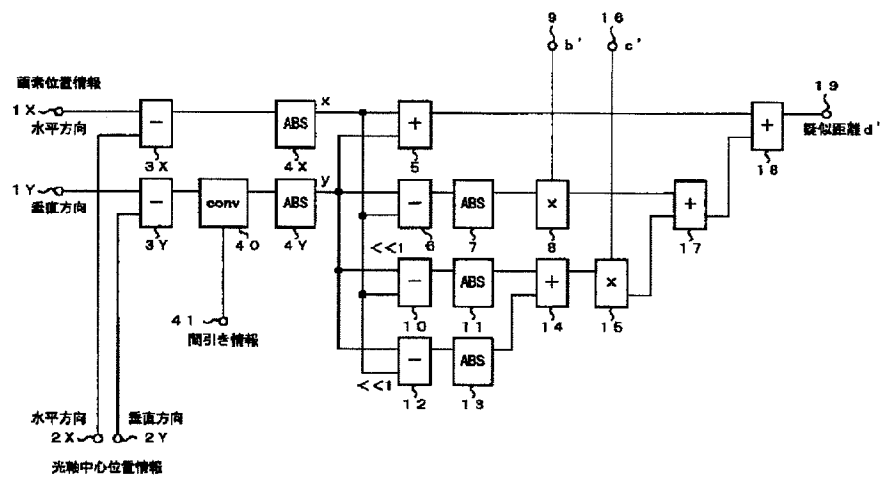 9
16
b'
c'
画素位置情報
1X
水平方向
−
3X
ABS
4X
x
+
5
+
18
19
疑似距離d'
1Y
垂直方向
−
3Y
conv
40
ABS
4Y
y
−
6
ABS
7
×
8
+
17
<<1
−
10
ABS
11
+
14
×
15
41
間引き情報
−
12
ABS
13
<<1
水平方向
2X
垂直方向
2Y
光軸中心位置情報